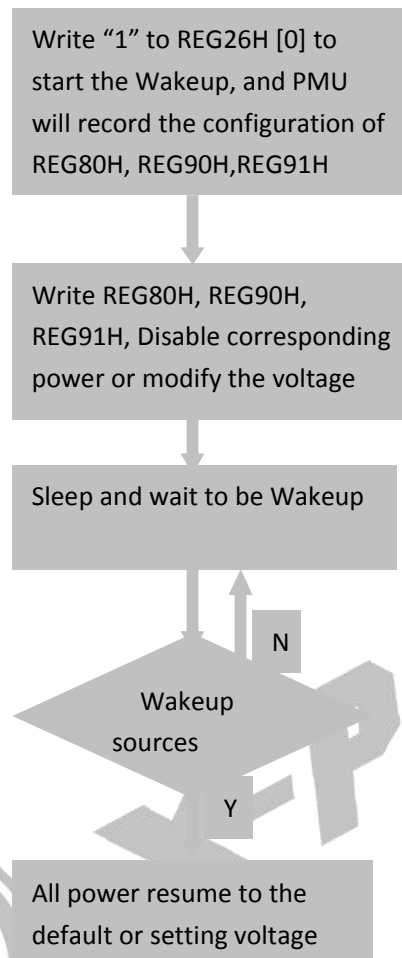 Write “1” to REG26H [0] to
start the Wakeup, and PMU
will record the configuration of
REG80H, REG90H,REG91H
Write REG80H, REG90H,
REG91H, Disable corresponding
power or modify the voltage
Sleep and wait to be Wakeup
N
Wakeup
sources
Y
All power resume to the
default or setting voltage